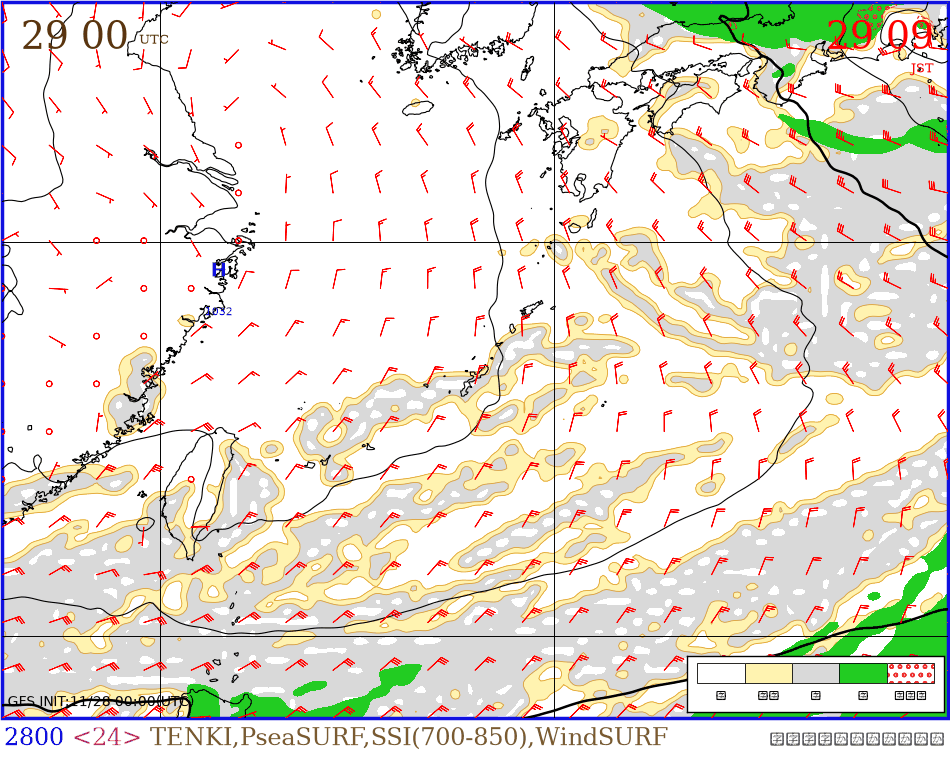 29 00 UTC
29 09 JST
H
1032
GFS INIT:11/28 00:00(UTC)
2800 <24> TENKI,PseaSURF,SSI(700-850),WindSURF